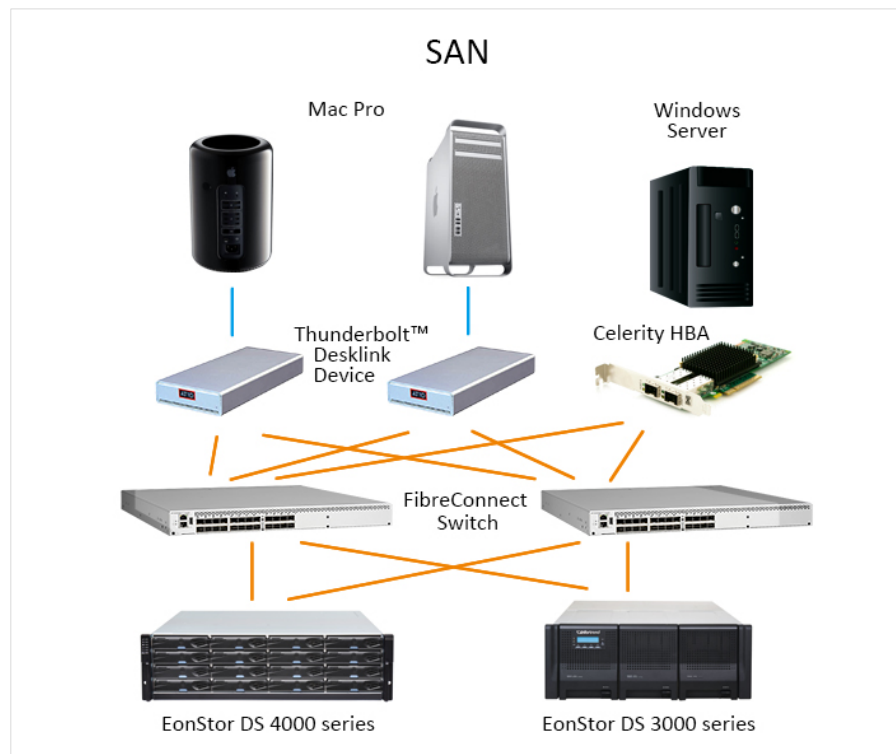 SAN
Mac Pro
Windows
Server
Thunderbolt™
Desklink
Device
Celerity HBA
FibreConnect
Switch
EonStor DS 4000 series
EonStor DS 3000 series